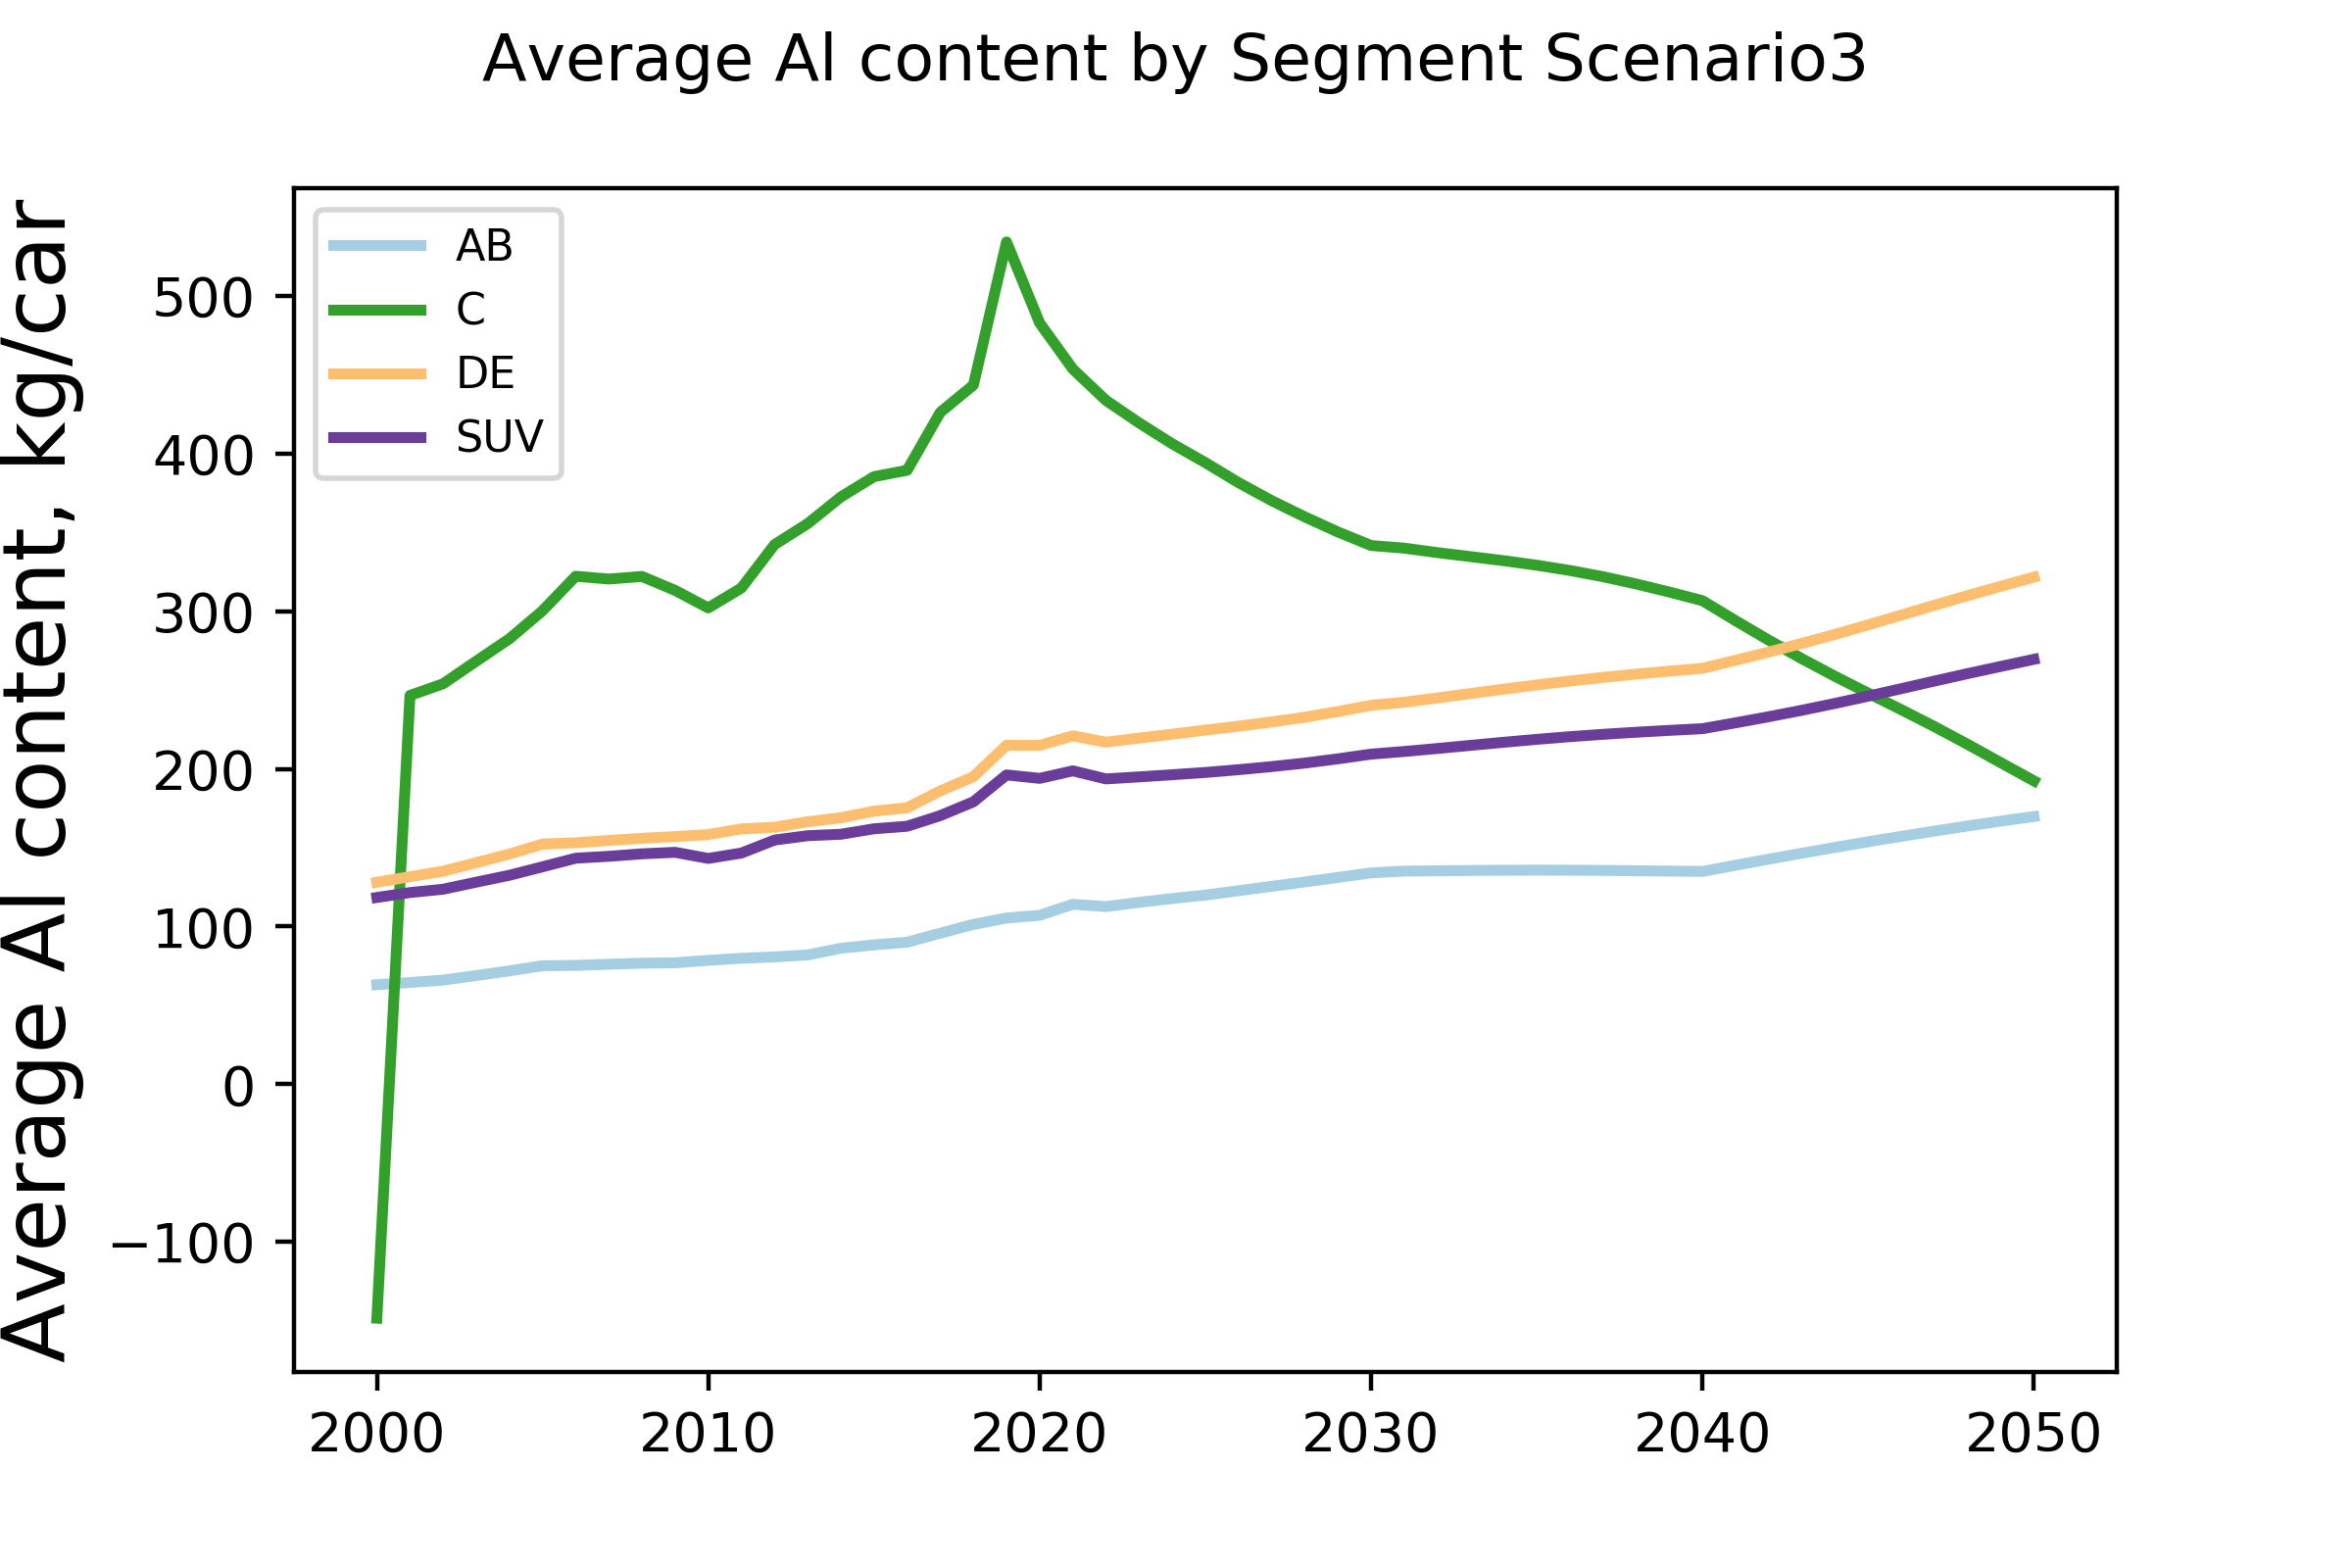 Average Al content by Segment Scenario3
Average Al content, kg/car
500
400
300
200
100
0
−100
AB
C
DE
SUV
2000 2010 2020 2030 2040 2050